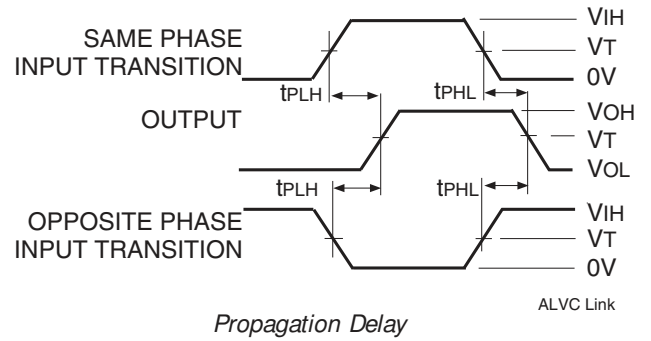 SAME PHASE
INPUT TRANSITION
VIH
VT
0V
tPLH
tPHL
OUTPUT
VOH
VT
VOL
tPLH
tPHL
OPPOSITE PHASE
INPUT TRANSITION
VIH
VT
0V
ALVC Link
Propagation Delay